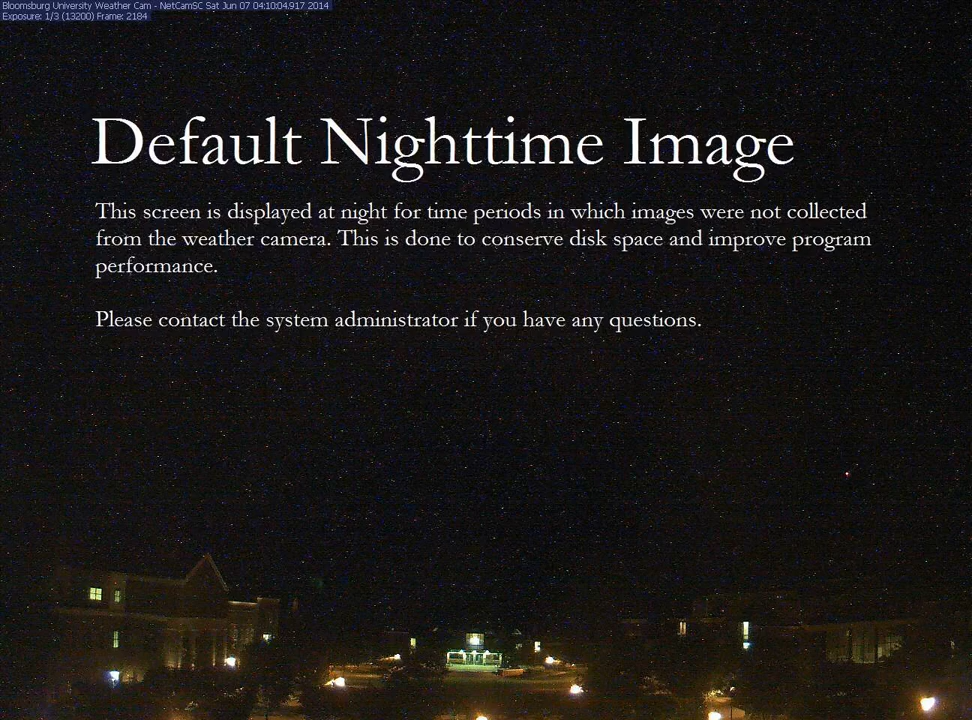 Bloomsburg University Weather Cam - NetCamSC Sat Jun 07 04:10:04.917 2014
Exposure: 1/3 (13200) Frame: 2184
Default Nighttime Image
This screen is displayed at night for time periods in which images were not collected
from the weather camera. This is done to conserve disk space and improve program
performance.
Please contact the system administrator if you have any questions.